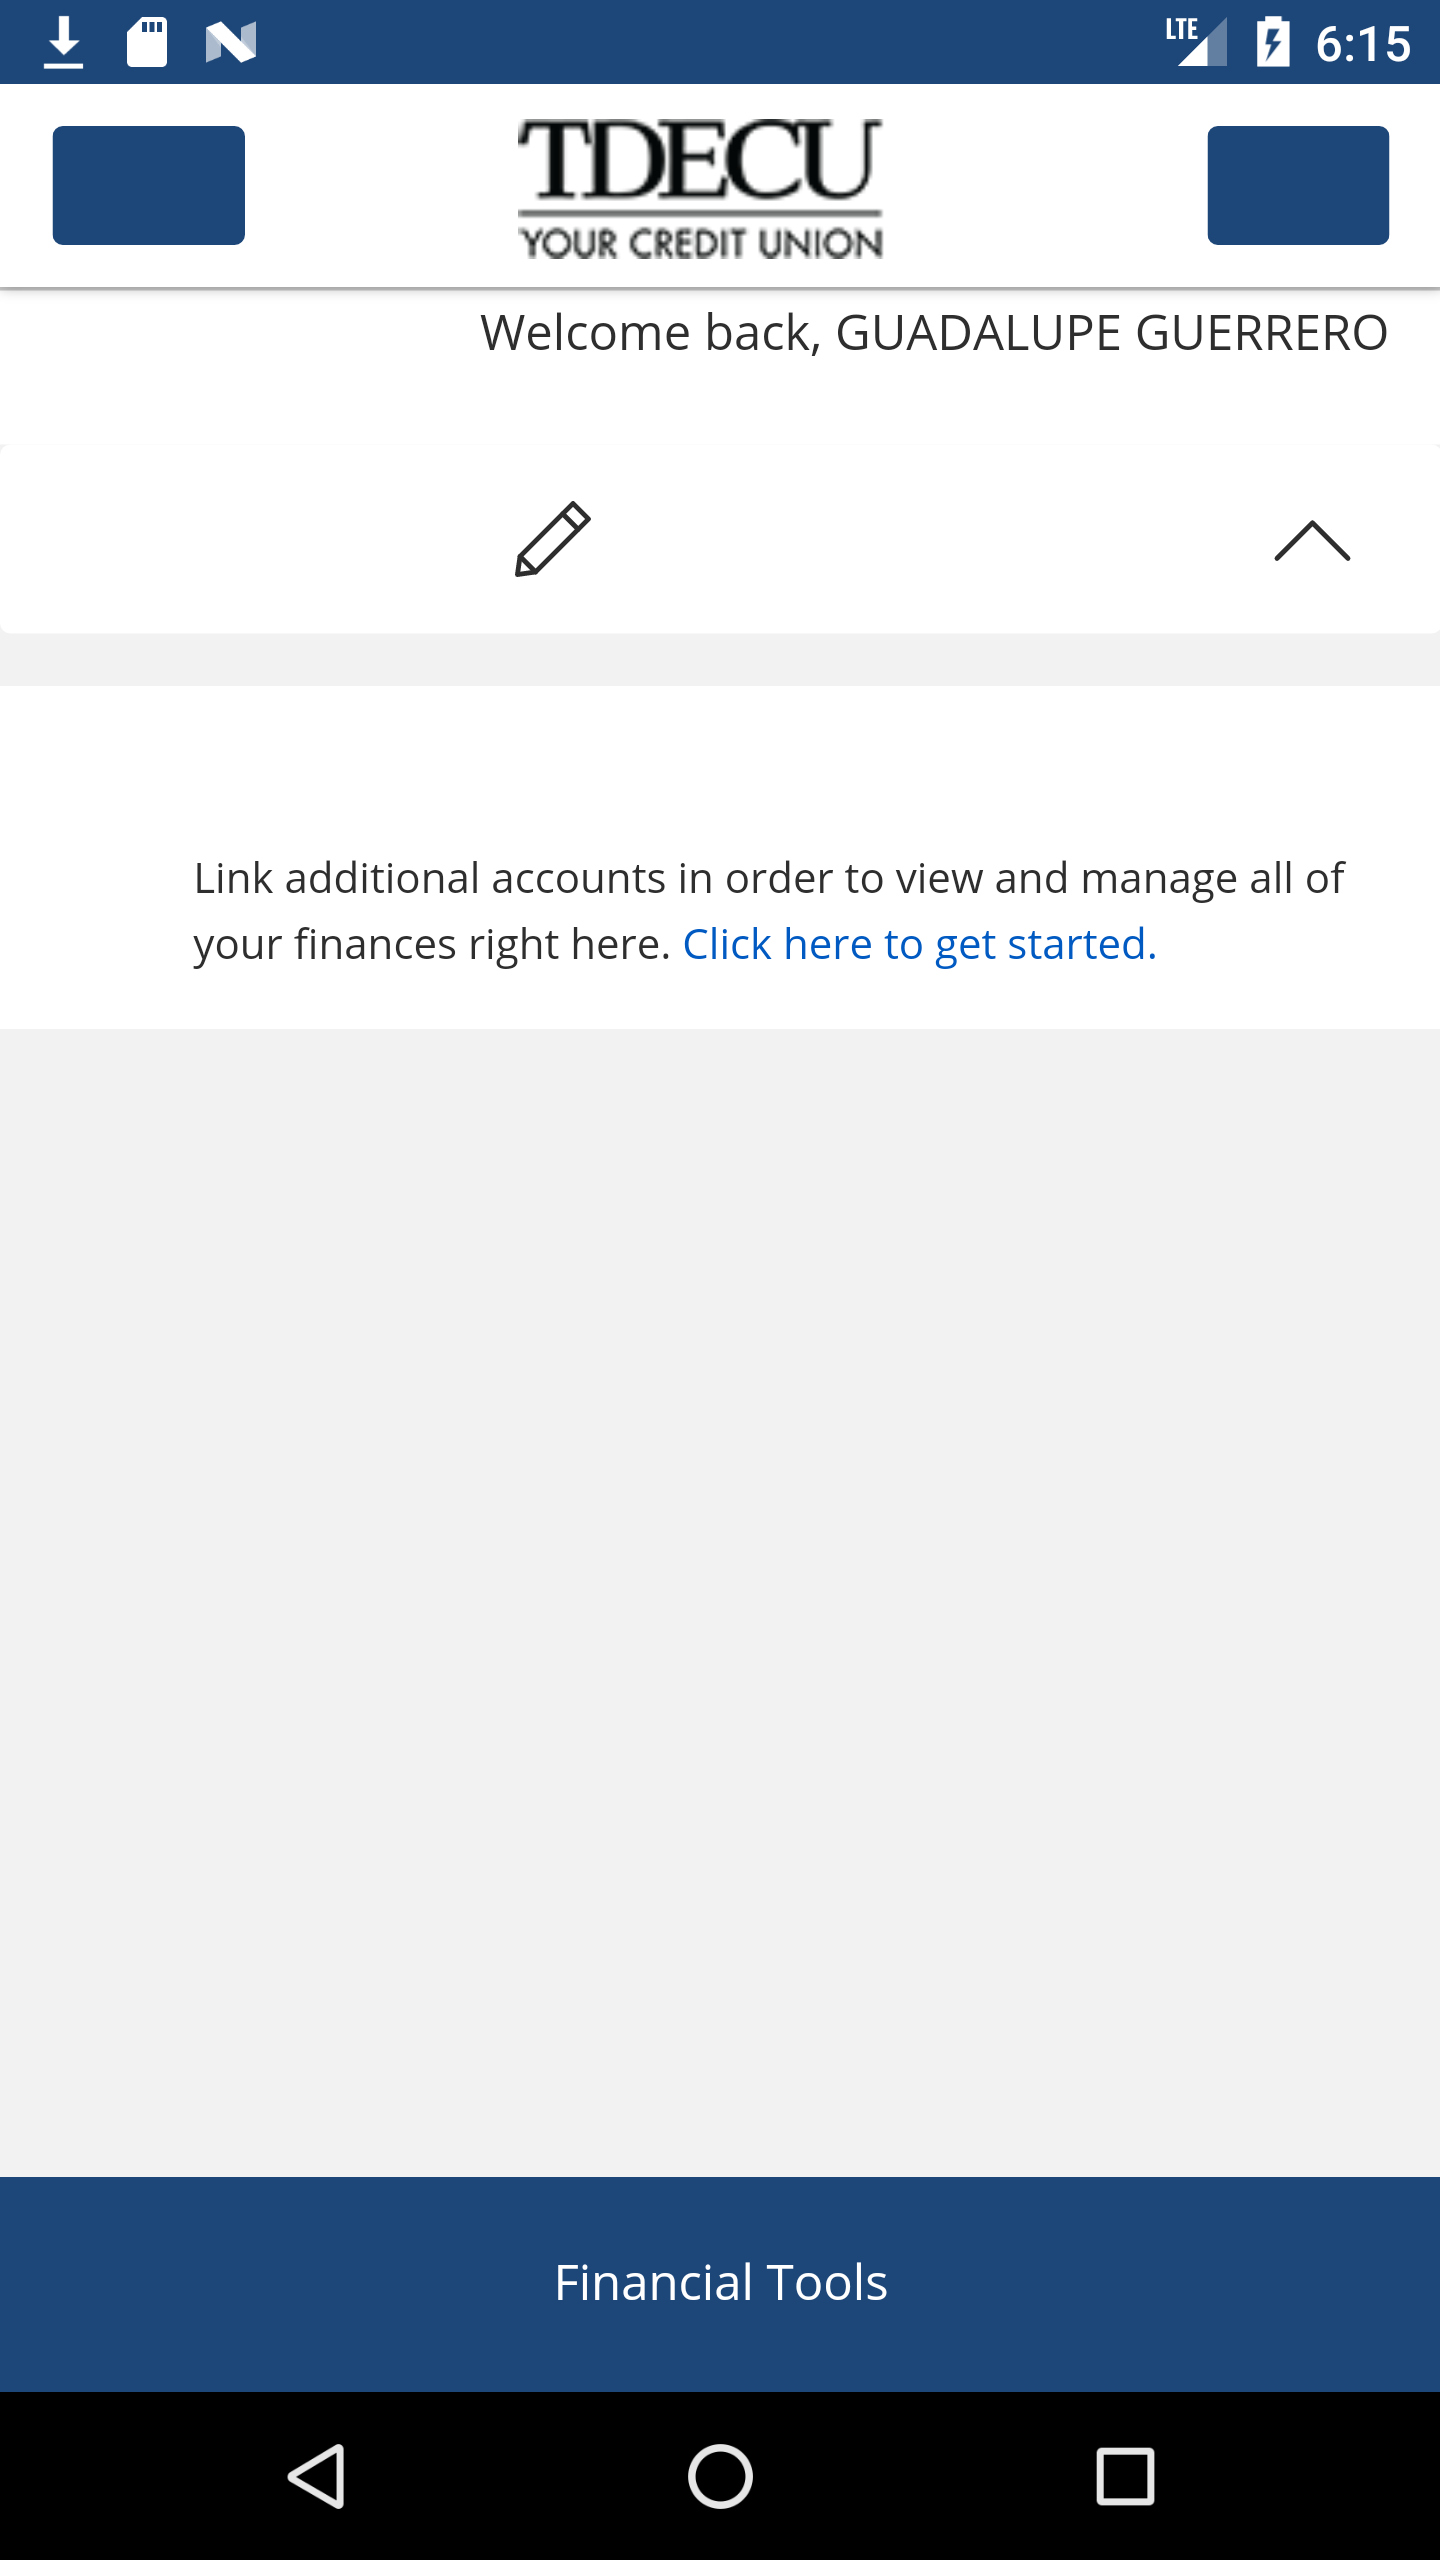 LTE 6:15
TDECU
YOUR CREDIT UNION
Welcome back, GUADALUPE GUERRERO
Link additional accounts in order to view and manage all of
your finances right here. Click here to get started.
Financial Tools